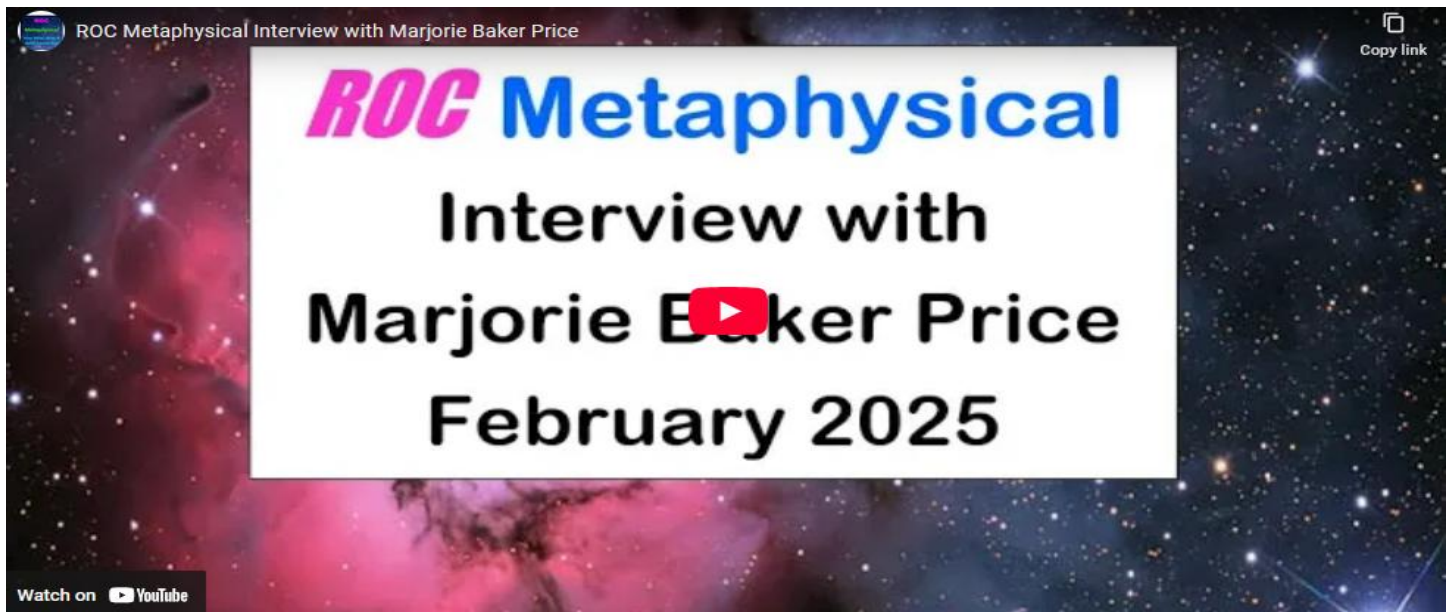 ROC Metaphysical Interview with Marjorie Baker Price
Copy link
ROC Metaphysical
Interview with
Marjorie Baker Price
February 2025
Watch on YouTube